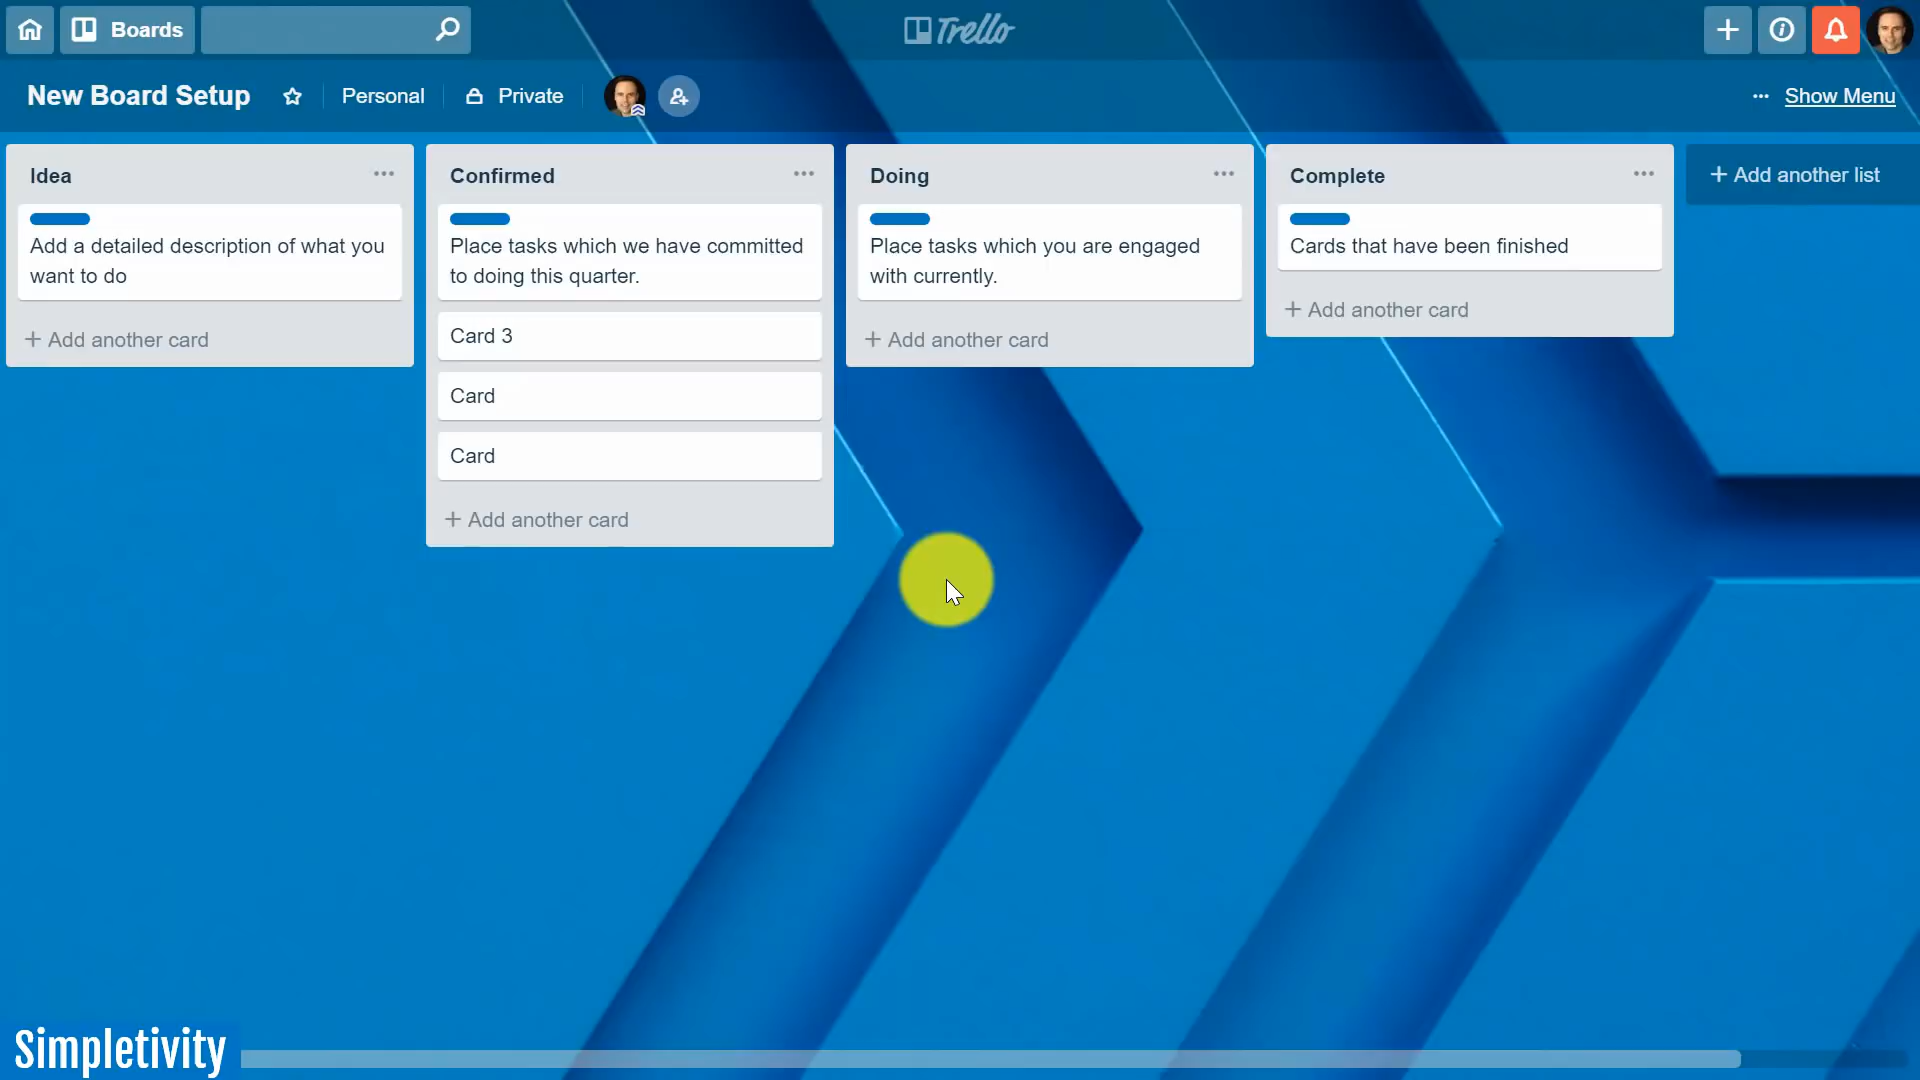 Boards
Trello
New Board Setup
Personal
Private
Show Menu
Idea
Add a detailed description of what you
want to do
+ Add another card
Confirmed
Place tasks which we have committed
to doing this quarter.
Card 3
Card
Card
+ Add another card
Doing
Place tasks which you are engaged
with currently.
+ Add another card
Complete
Cards that have been finished
+ Add another card
+ Add another list
Simpletivity